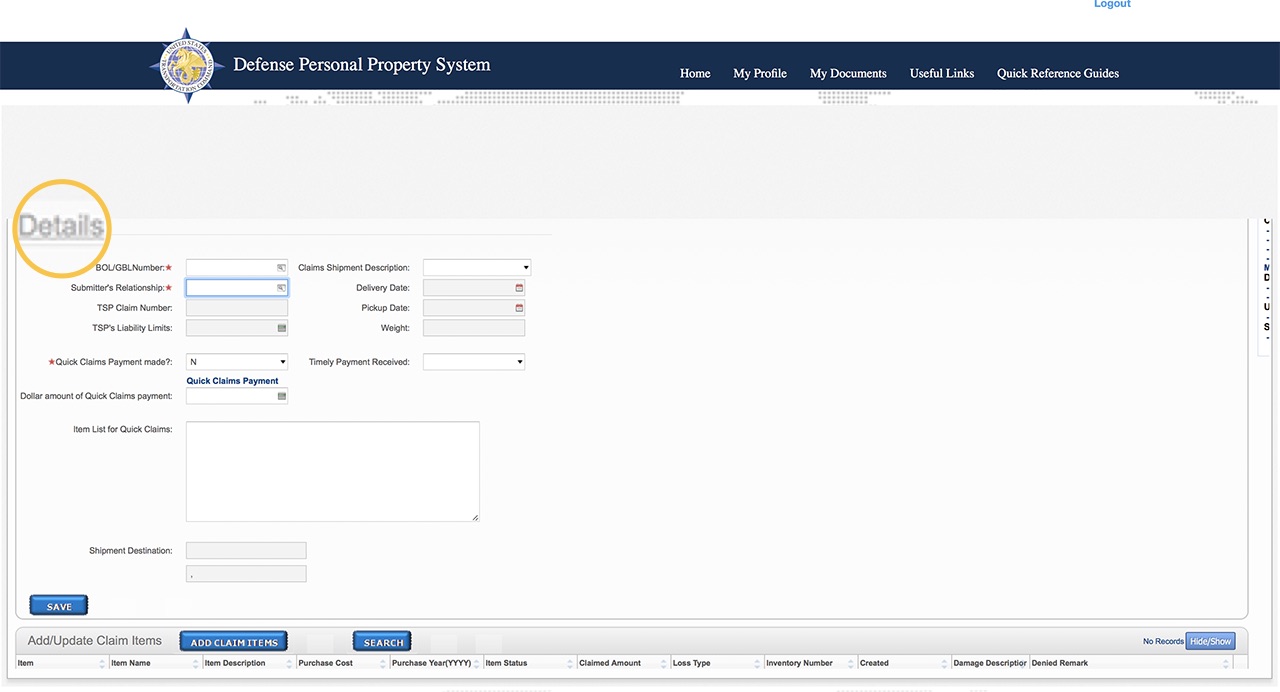 Logout
UNITED STATES
Defense Personal Property System
Home My Profile My Documents Useful Links Quick Reference Guides
Details
BOL/GBLNumber:★ Claims Shipment Description:
Submitter's Relationship:★ Delivery Date:
TSP Claim Number: Pickup Date:
TSP's Liability Limits: Weight:
★Quick Claims Payment made?: N Timely Payment Received:
Quick Claims Payment
Dollar amount of Quick Claims payment:
Item List for Quick Claims:
Shipment Destination:
,
SAVE
Add/Update Claim Items ADD CLAIM ITEMS SEARCH No Records Hide/Show
Item Item Name Item Description Purchase Cost Purchase Year(YYYY) Item Status Claimed Amount Loss Type Inventory Number Created Damage Description Denied Remark